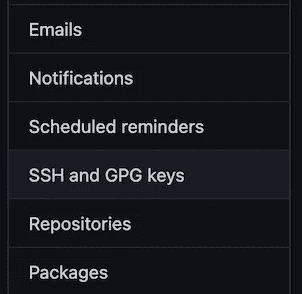 Emails
Notifications
Scheduled reminders
SSH and GPG keys
Repositories
Packages